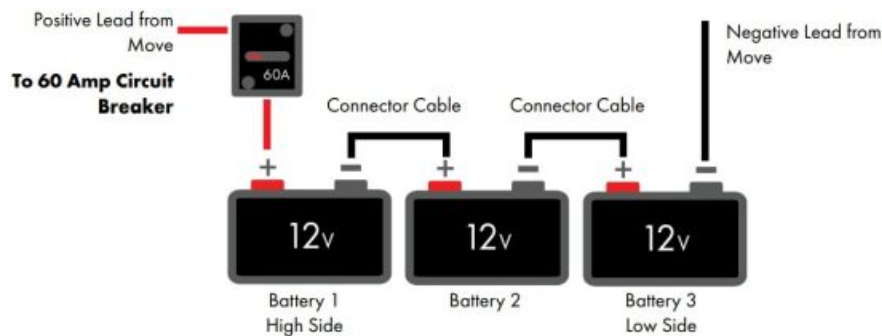 Positive Lead from
Move
To 60 Amp Circuit
Breaker
60A
Connector Cable
Connector Cable
Negative Lead from
Move
+
−
+
−
+
−
12v
12v
12v
Battery 1
High Side
Battery 2
Battery 3
Low Side